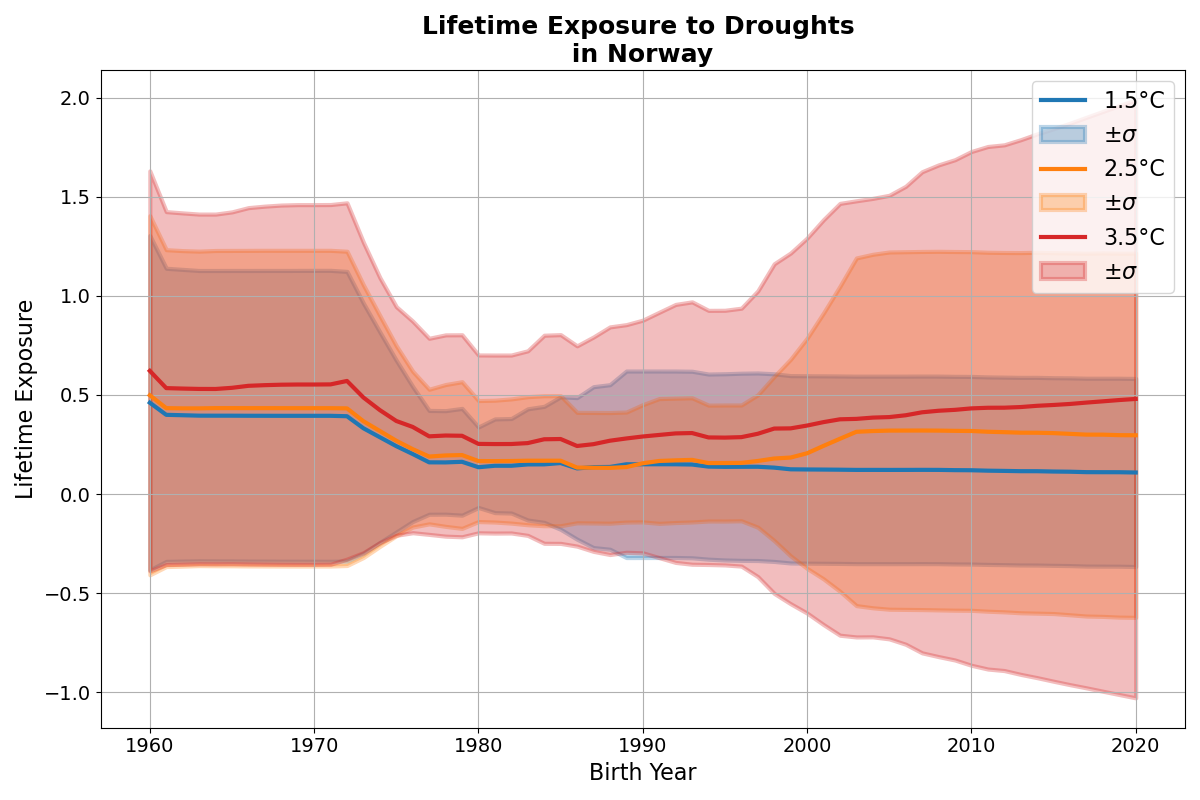 Lifetime Exposure to Droughts
in Norway
2.0
1.5
1.0
0.5
0.0
−0.5
−1.0
Lifetime Exposure
1.5°C
±σ
2.5°C
±σ
3.5°C
±σ
1960
1970
1980
1990
2000
2010
2020
Birth Year